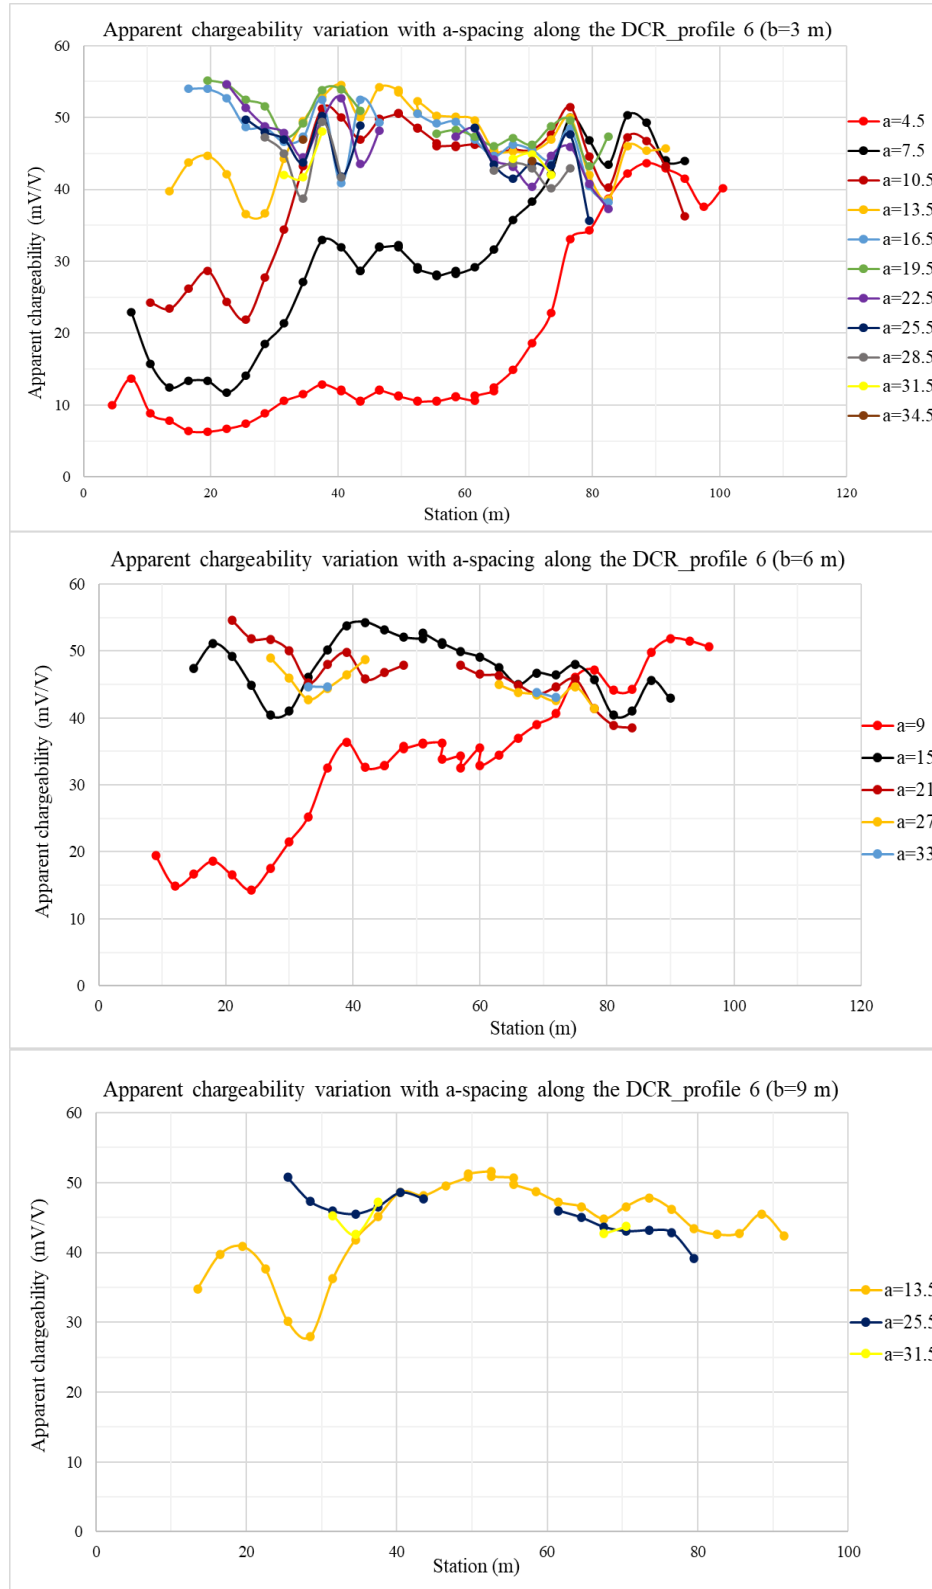 Apparent chargeability variation with a-spacing along the DCR_profile 6 (b=3 m)
60
50
40
30
20
10
0
0 20 40 60 80 100 120
Apparent chargeability (mV/V)
Station (m)
a=4.5
a=7.5
a=10.5
a=13.5
a=16.5
a=19.5
a=22.5
a=25.5
a=28.5
a=31.5
a=34.5
Apparent chargeability variation with a-spacing along the DCR_profile 6 (b=6 m)
60
50
40
30
20
10
0
0 20 40 60 80 100 120
Apparent chargeability (mV/V)
Station (m)
a=9
a=15
a=21
a=27
a=33
Apparent chargeability variation with a-spacing along the DCR_profile 6 (b=9 m)
60
50
40
30
20
10
0
0 20 40 60 80 100
Apparent chargeability (mV/V)
Station (m)
a=13.5
a=25.5
a=31.5